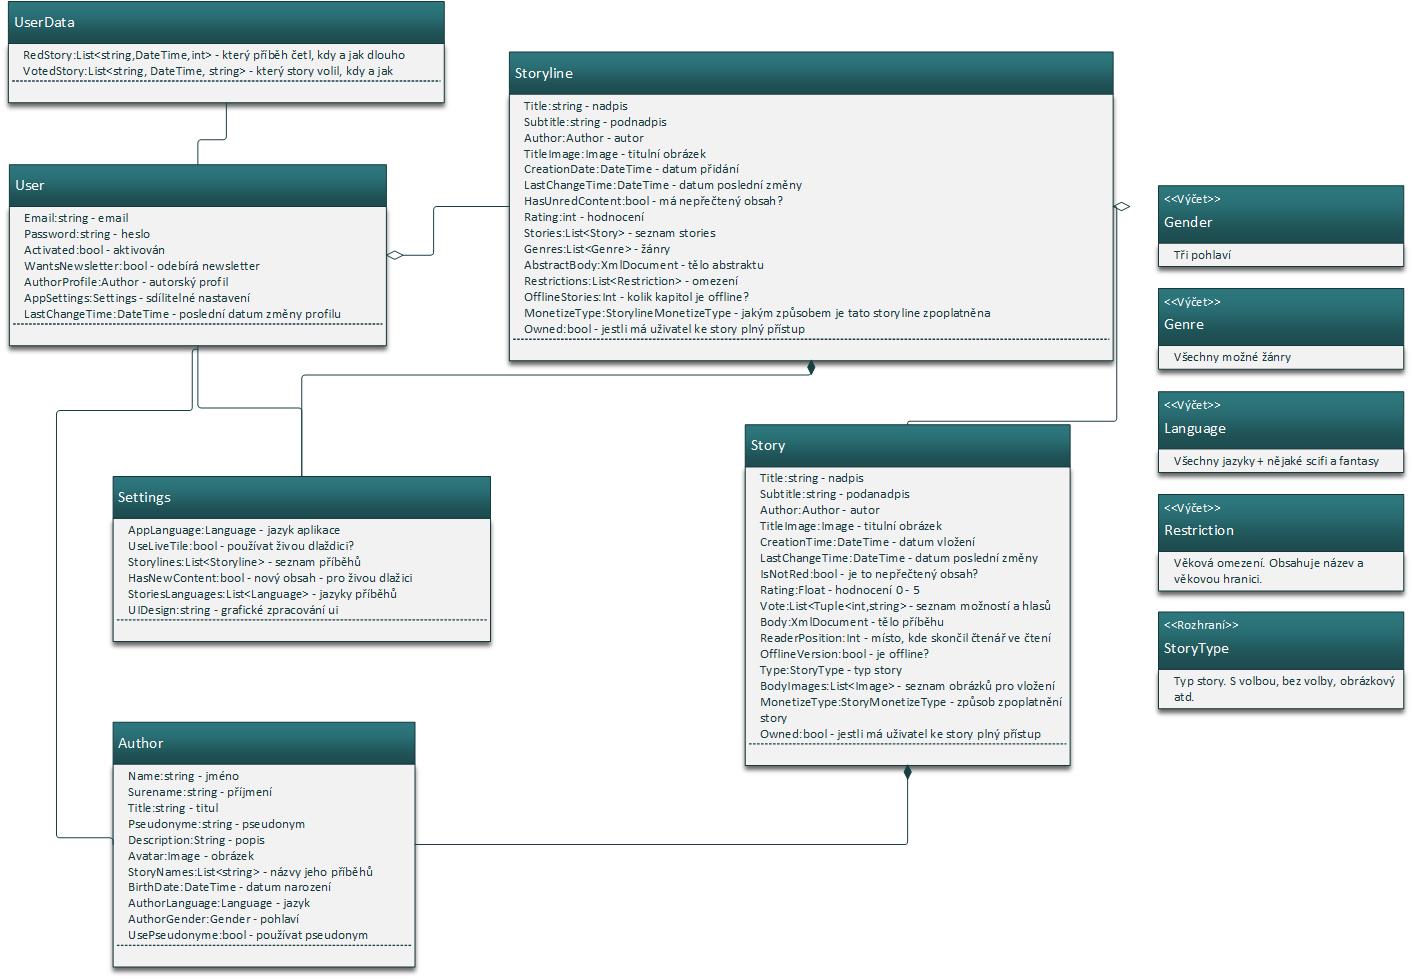 UserData
RedStory:List<string,DateTime,int> - který příběh četl, kdy a jak dlouho
VotedStory:List<string, DateTime, string> - který story volil, kdy a jak
User
Email:string - email
Password:string - heslo
Activated:bool - aktivován
WantsNewsletter:bool - odebírá newsletter
AuthorProfile:Author - autorský profil
AppSettings:Settings - sdílitelné nastavení
LastChangeTime:DateTime - poslední datum změny profilu
Storyline
Title:string - nadpis
Subtitle:string - podnadpis
Author:Author - autor
TitleImage:Image - titulní obrázek
CreationDate:DateTime - datum přidání
LastChangeTime:DateTime - datum poslední změny
HasUnredContent:bool - má nepřečtený obsah?
Rating:int - hodnocení
Stories:List<Story> - seznam stories
Genres:List<Genre> - žánry
AbstractBody:XmlDocument - tělo abstraktu
Restrictions:List<Restriction> - omezení
OfflineStories:Int - kolik kapitol je offline?
MonetizeType:StorylineMonetizeType - jakým způsobem je tato storyline zpoplatněna
Owned:bool - jestli má uživatel ke story plný přístup
Settings
AppLanguage:Language - jazyk aplikace
UseLiveTile:bool - používat živou dlaždici?
Storylines:List<Storyline> - seznam příběhů
HasNewContent:bool - nový obsah - pro živou dlažici
StoriesLanguages:List<Language> - jazyky příběhů
UIDesign:string - grafické zpracování ui
Story
Title:string - nadpis
Subtitle:string - podanadpis
Author:Author - autor
TitleImage:Image - titulní obrázek
CreationTime:DateTime - datum vložení
LastChangeTime:DateTime - datum poslední změny
IsNotRed:bool - je to nepřečtený obsah?
Rating:Float - hodnocení 0 - 5
Vote:List<Tuple<int,string> - seznam možností a hlasů
Body:XmlDocument - tělo příběhu
ReaderPosition:Int - místo, kde skončil čtenář ve čtení
OfflineVersion:bool - je offline?
Type:StoryType - typ story
BodyImages:List<Image> - seznam obrázků pro vložení
MonetizeType:StoryMonetizeType - způsob zpoplatnění
story
Owned:bool - jestli má uživatel ke story plný přístup
Author
Name:string - jméno
Surename:string - příjmení
Title:string - titul
Pseudonyme:string - pseudonym
Description:String - popis
Avatar:Image - obrázek
StoryNames:List<string> - názvy jeho příběhů
BirthDate:DateTime - datum narození
AuthorLanguage:Language - jazyk
AuthorGender:Gender - pohlaví
UsePseudonyme:bool - používat pseudonym
<<Výčet>>
Gender
Tři pohlaví
<<Výčet>>
Genre
Všechny možné žánry
<<Výčet>>
Language
Všechny jazyky + nějaké scifi a fantasy
<<Výčet>>
Restriction
Věková omezení. Obsahuje název a
věkovou hranici.
<<Rozhraní>>
StoryType
Typ story. S volbou, bez volby, obrázkový
atd.